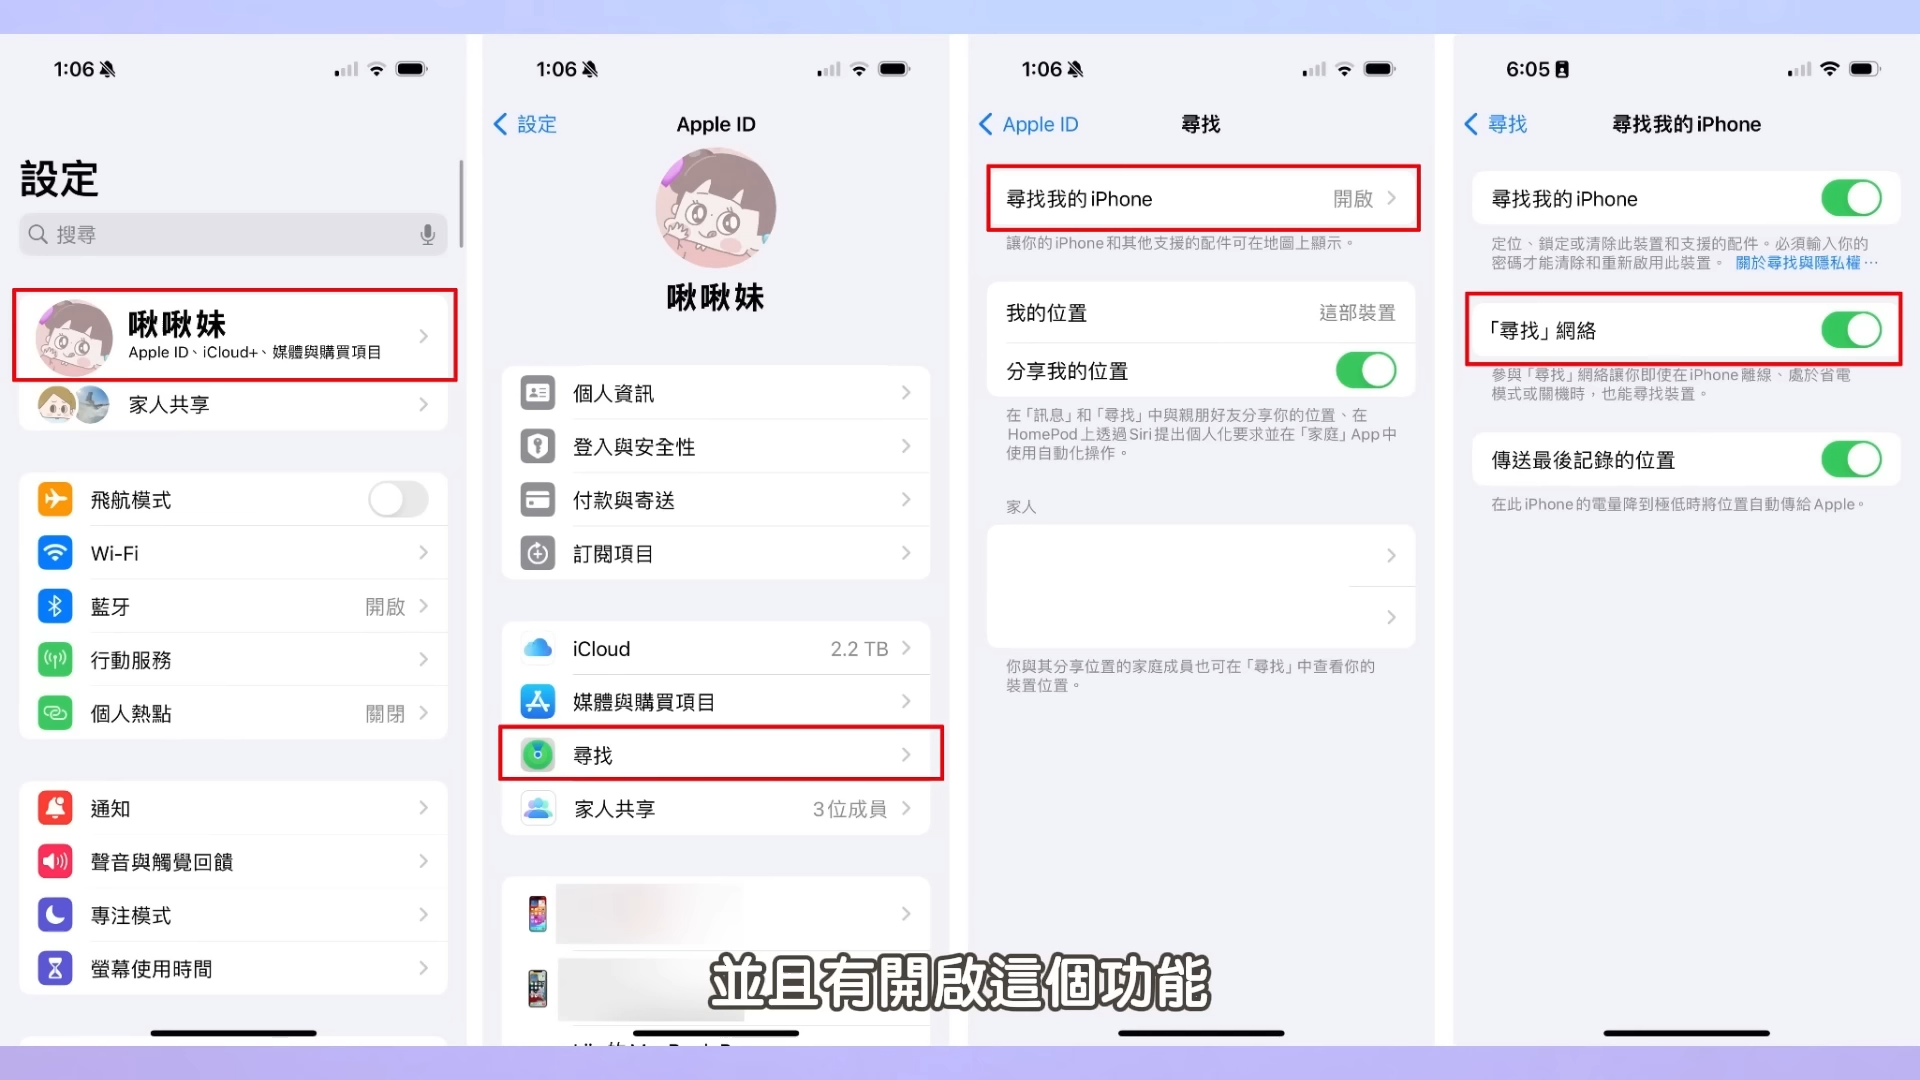 1:06
設定
搜尋
啾啾妹
Apple ID、iCloud+、媒體與購買項目
家人共享
飛航模式
Wi-Fi
藍牙 開啟
行動服務
個人熱點 關閉
通知
聲音與觸覺回饋
專注模式
螢幕使用時間
1:06
設定 Apple ID
啾啾妹
個人資訊
登入與安全性
付款與寄送
訂閱項目
iCloud 2.2 TB
媒體與購買項目
尋找
家人共享 3位成員
1:06
Apple ID 尋找
尋找我的iPhone 開啟
讓你的iPhone和其他支援的配件可在地圖上顯示。
我的位置 這部裝置
分享我的位置
在「訊息」和「尋找」中與親朋好友分享你的位置、在
HomePod上透過Siri提出個人化要求並在「家庭」App中
使用自動化操作。
家人
你與其分享位置的家庭成員也可在「尋找」中查看你的
裝置位置。
6:05
尋找 尋找我的iPhone
尋找我的iPhone
定位、鎖定或清除此裝置和支援的配件。必須輸入你的
密碼才能清除和重新啟用此裝置。 關於尋找與隱私權…
「尋找」網絡
參與「尋找」網絡讓你即使在iPhone離線、處於省電
模式或關機時,也能尋找裝置。
傳送最後記錄的位置
在此iPhone的電量降到極低時將位置自動傳給Apple。
並且有開啟這個功能